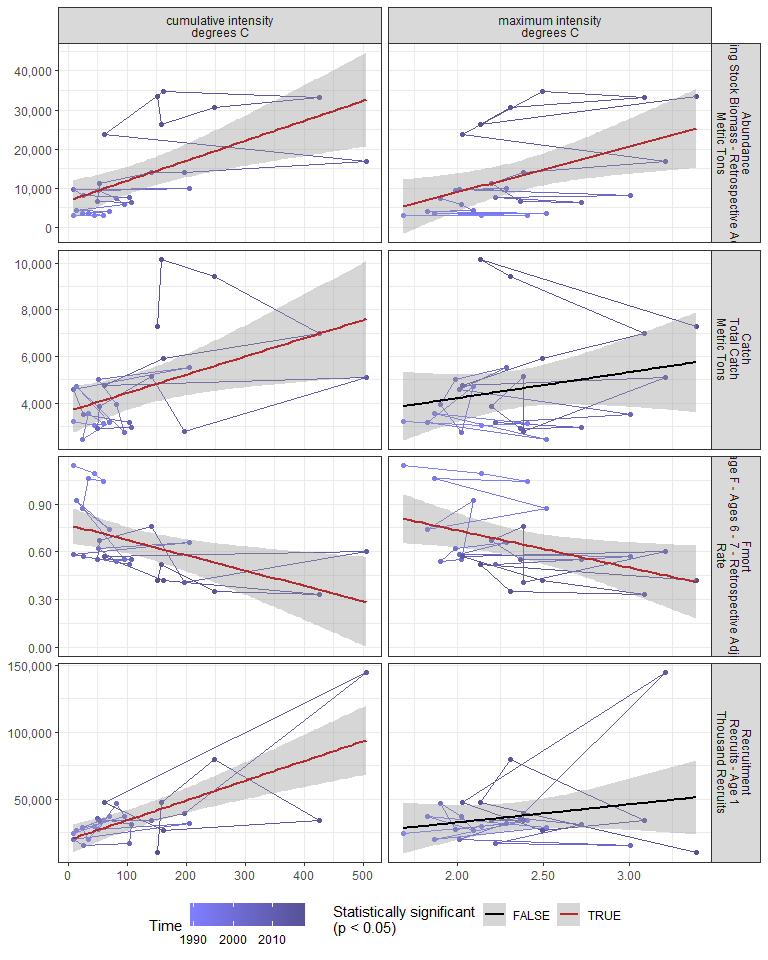 cumulative intensity
degrees C
maximum intensity
degrees C
40,000
30,000
20,000
10,000
0
Abundance
Stock Biomass - Retrospective
Metric Tons
10,000
8,000
6,000
4,000
Catch
Total Catch
Metric Tons
0.90
0.60
0.30
0.00
Fmort
F - Ages 6 - 7 - Retrospective
Rate
150,000
100,000
50,000
Recruitment
Recruits - Age 1
Thousand Recruits
0
100
200
300
400
500
2.00
2.50
3.00
Time
1990
2000
2010
Statistically significant
(p < 0.05)
FALSE
TRUE